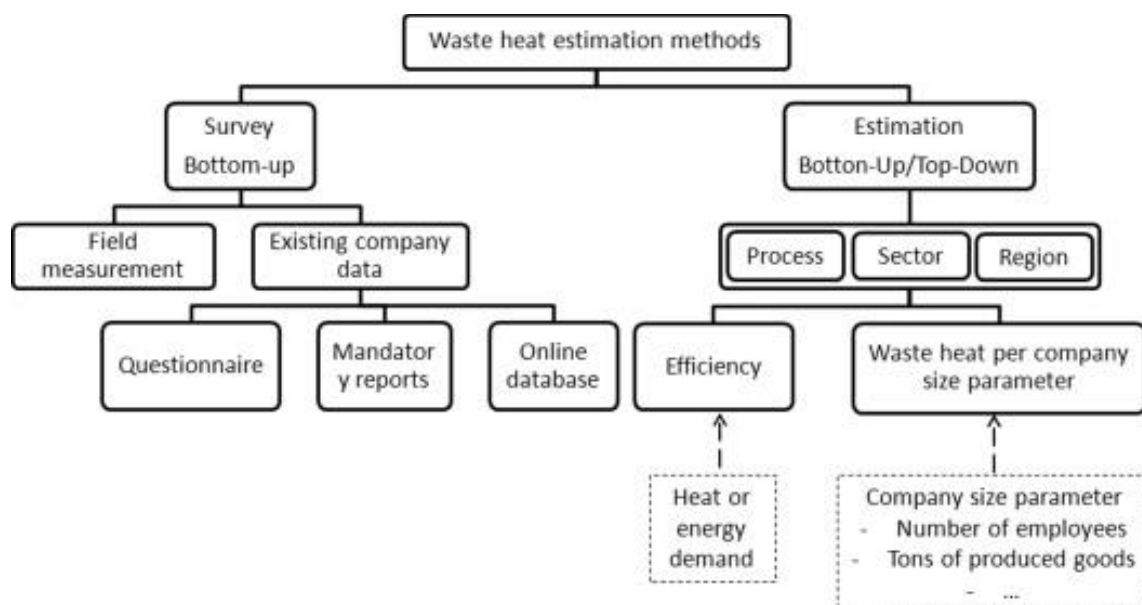 Waste heat estimation methods
Survey
Bottom-up
Estimation
Botton-Up/Top-Down
Field
measurement
Existing company
data
Process
Sector
Region
Questionnaire
Mandator
y reports
Online
database
Efficiency
Waste heat per company
size parameter
Heat or
energy
demand
Company size parameter
- Number of employees
- Tons of produced goods
- ...